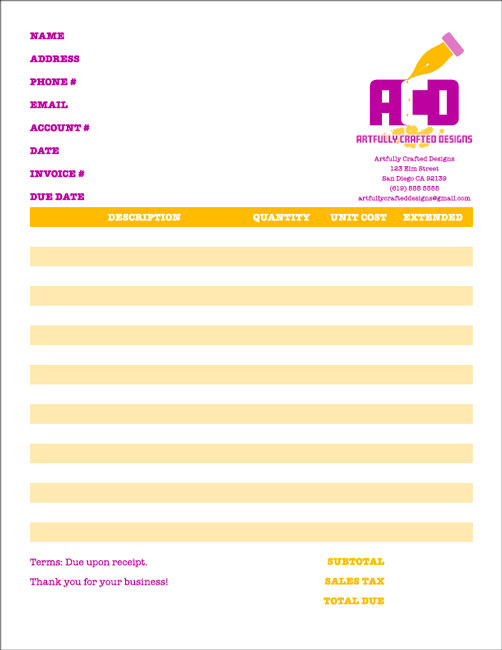 NAME
ADDRESS
PHONE #
EMAIL
ACCOUNT #
DATE
INVOICE #
DUE DATE
ACD
ARTFULLY CRAFTED DESIGNS
Artfully Crafted Designs
123 Elm Street
San Diego CA 92139
(619) 555 5555
artfullycrafteddesigns@gmail.com
DESCRIPTION QUANTITY UNIT COST EXTENDED
Terms: Due upon receipt.
Thank you for your business!
SUBTOTAL
SALES TAX
TOTAL DUE